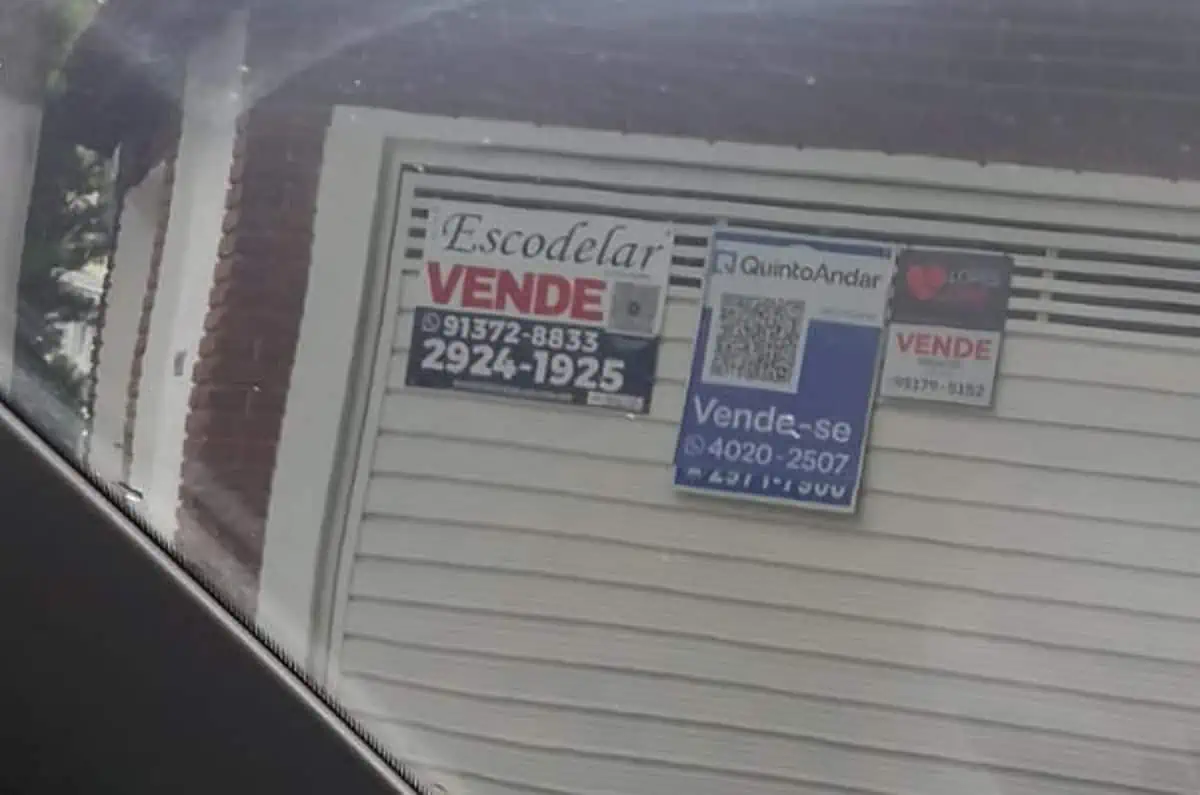 Escodelar
VENDE
91372-8833
2924-1925
QuintoAndar
Vende-se
4020-2507
VENDE